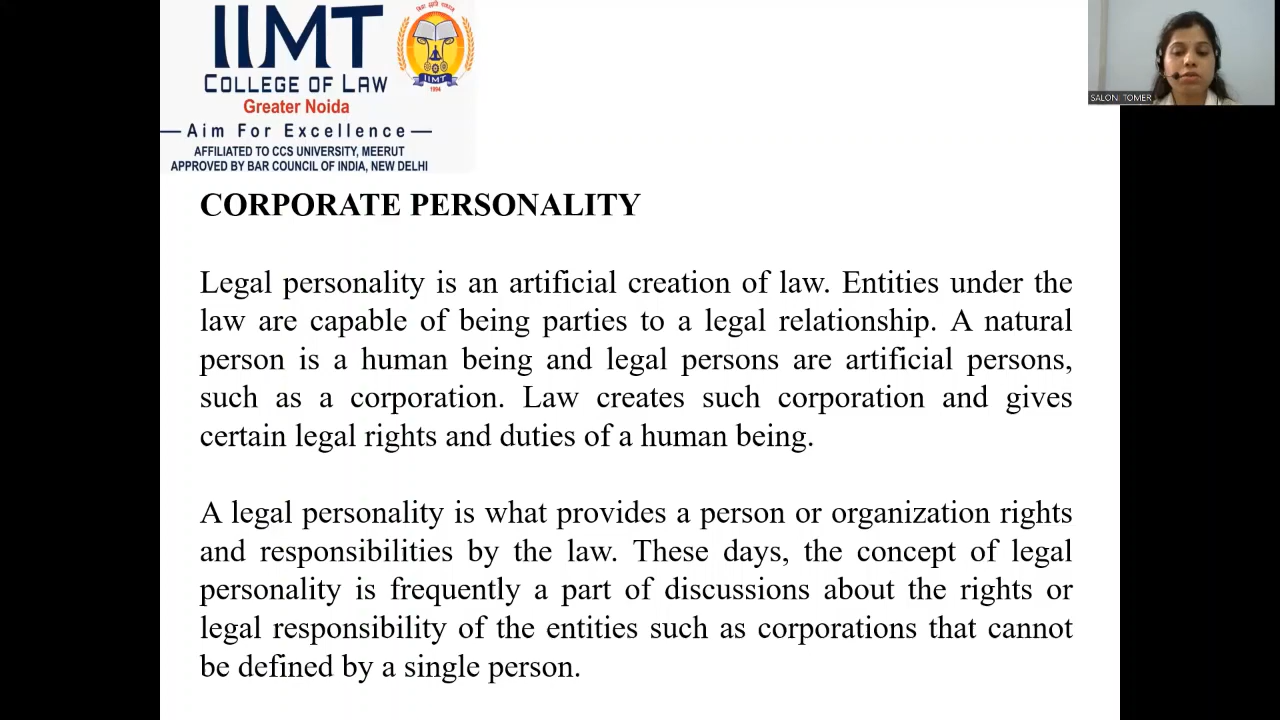 IIMT
COLLEGE OF LAW
Greater Noida
—Aim For Excellence—
AFFILIATED TO CCS UNIVERSITY, MEERUT
APPROVED BY BAR COUNCIL OF INDIA, NEW DELHI
IIMT
1994
SALONI TOMER
CORPORATE PERSONALITY
Legal personality is an artificial creation of law. Entities under the
law are capable of being parties to a legal relationship. A natural
person is a human being and legal persons are artificial persons,
such as a corporation. Law creates such corporation and gives
certain legal rights and duties of a human being.
A legal personality is what provides a person or organization rights
and responsibilities by the law. These days, the concept of legal
personality is frequently a part of discussions about the rights or
legal responsibility of the entities such as corporations that cannot
be defined by a single person.